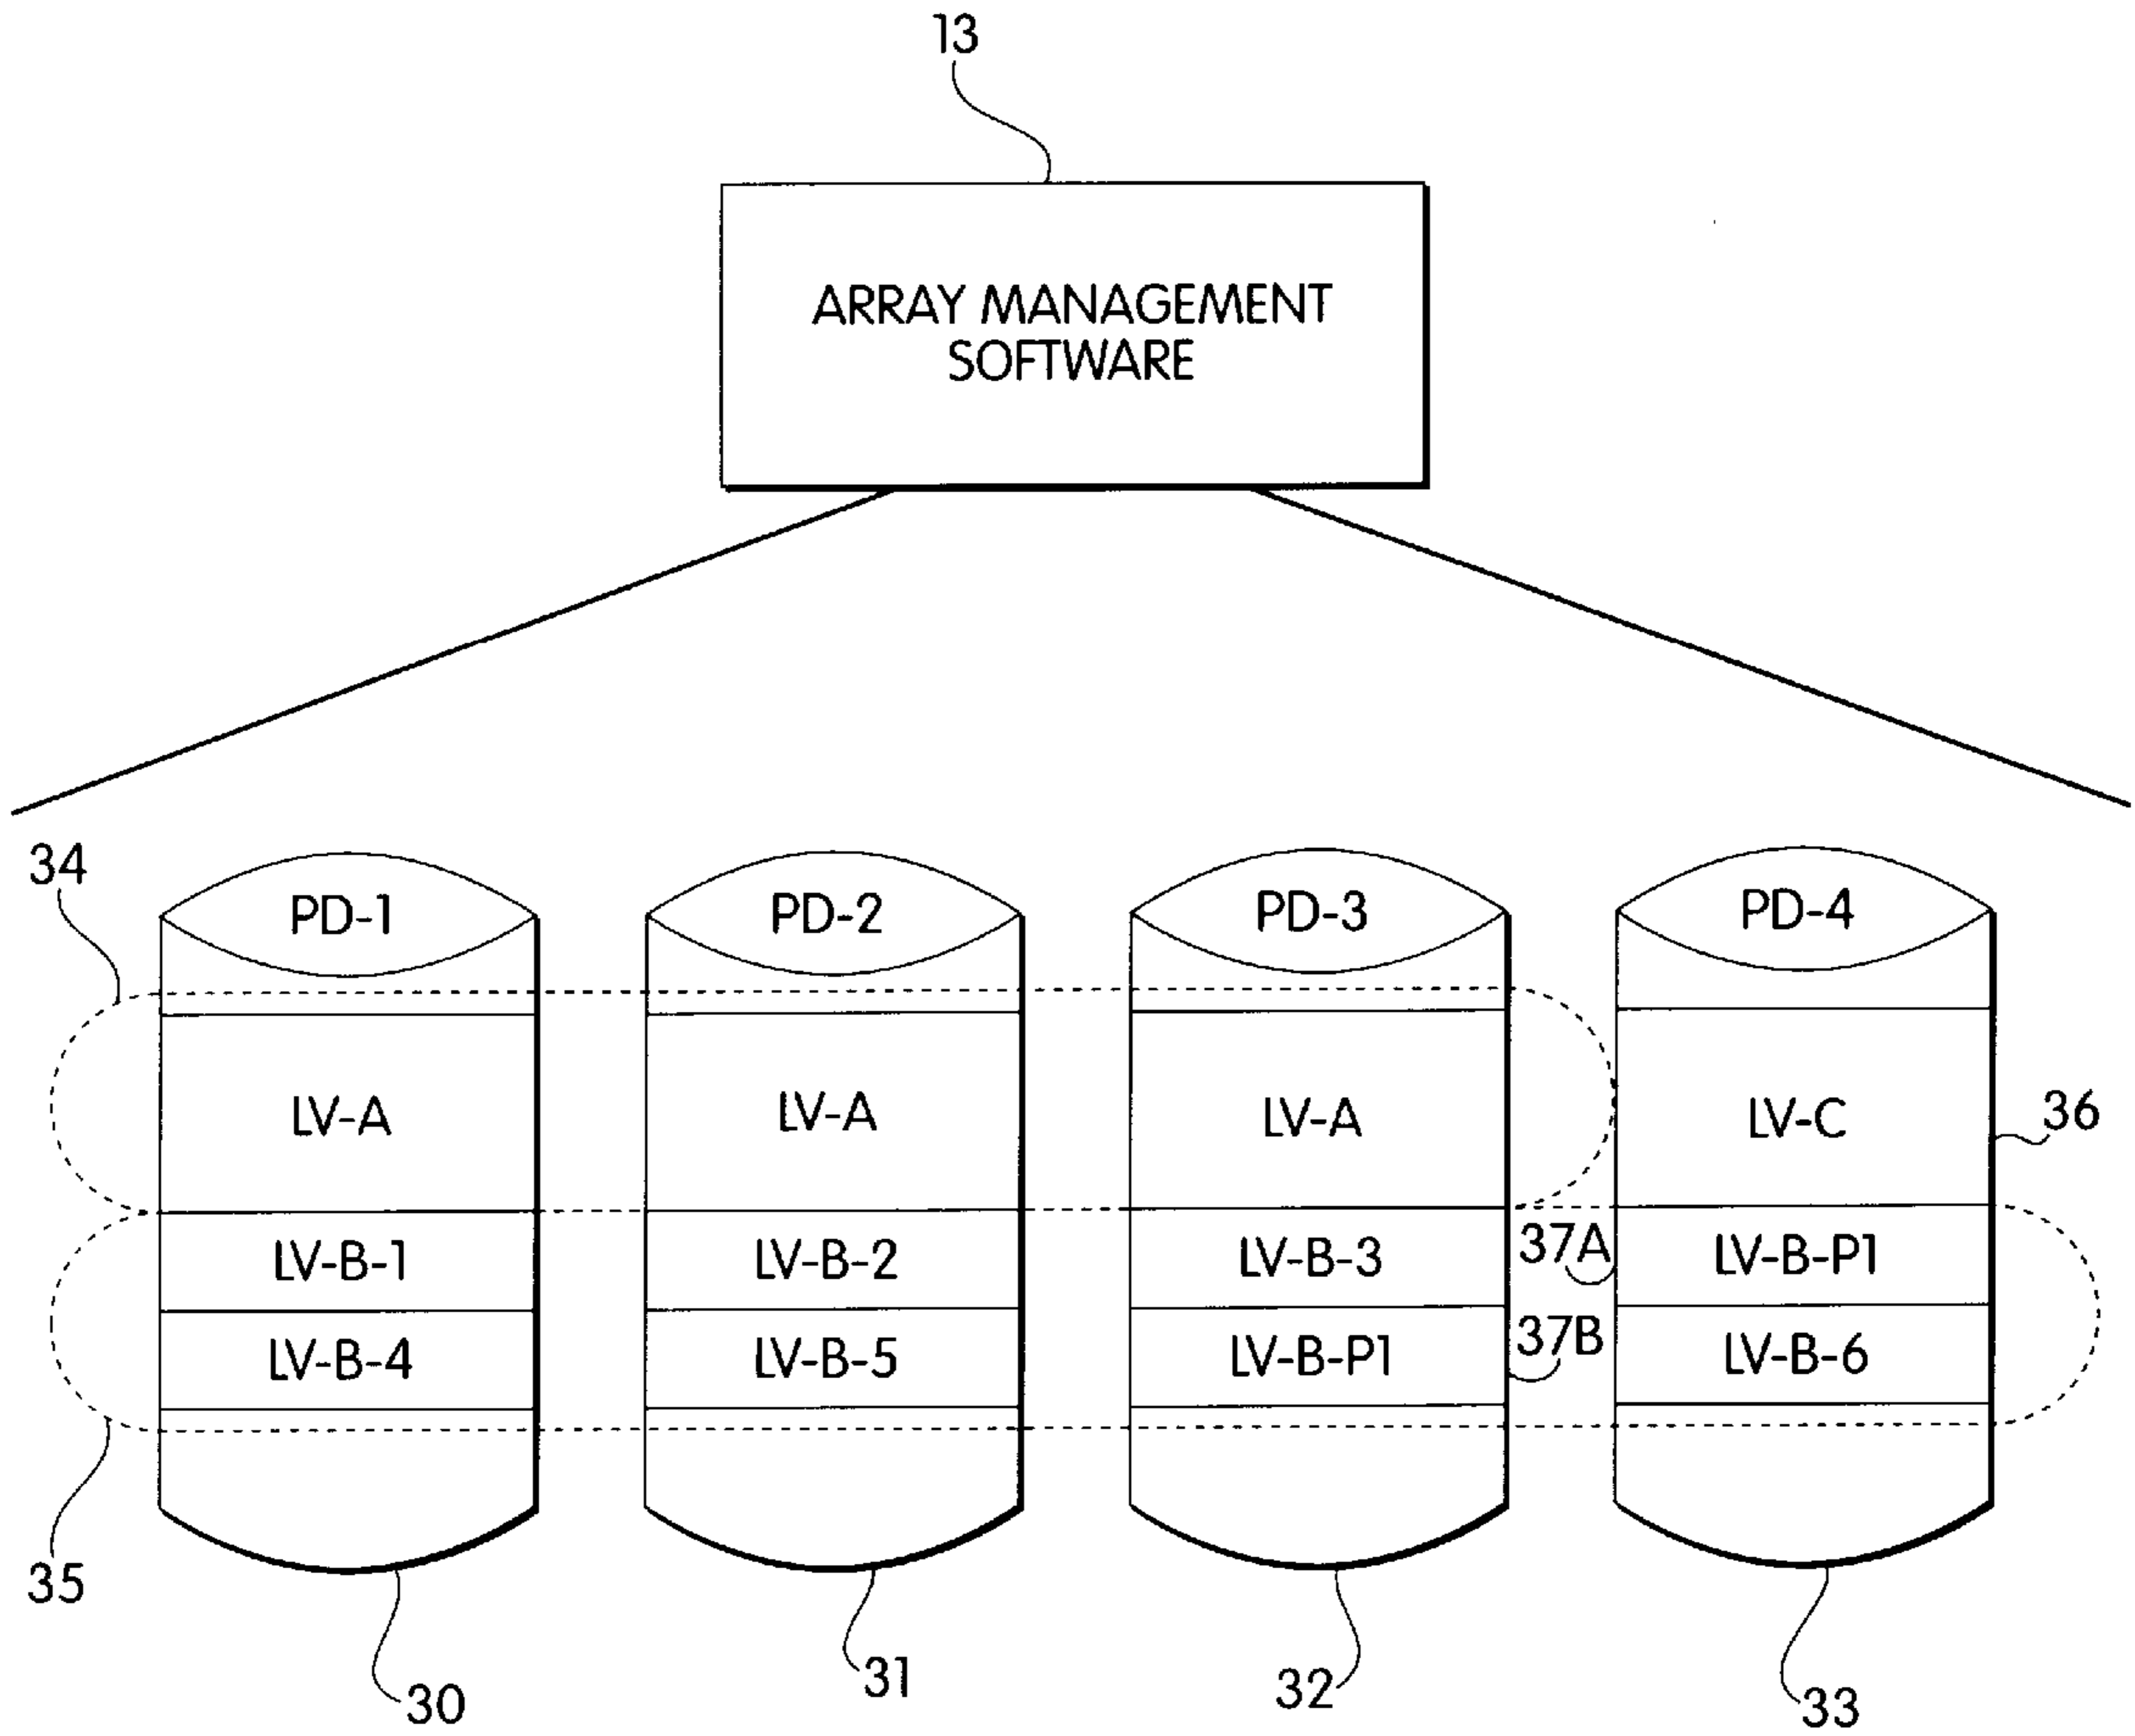 13
ARRAY MANAGEMENT
SOFTWARE
34
PD-1 PD-2 PD-3 PD-4
LV-A LV-A LV-A LV-C 36
LV-B-1 LV-B-2 LV-B-3 37A LV-B-P1
LV-B-4 LV-B-5 LV-B-P1 37B LV-B-6
35
30 31 32 33